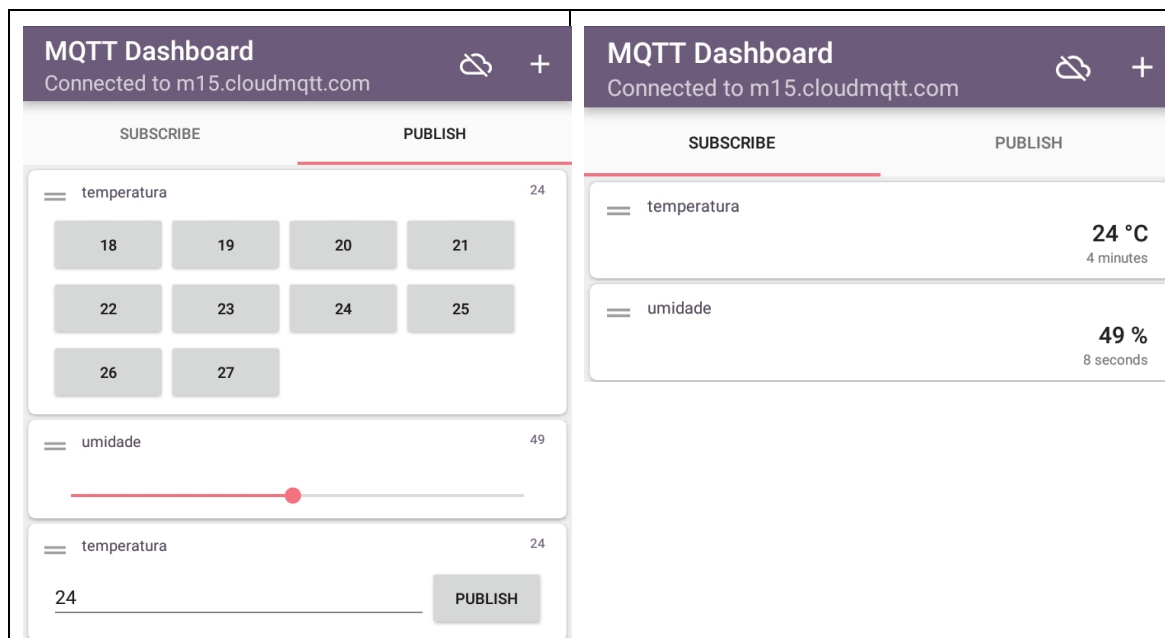 MQTT Dashboard
Connected to m15.cloudmqtt.com
SUBSCRIBE PUBLISH
temperatura 24
18 19 20 21
22 23 24 25
26 27
umidade 49
temperatura 24
24 PUBLISH
MQTT Dashboard
Connected to m15.cloudmqtt.com
SUBSCRIBE PUBLISH
temperatura
24 °C
4 minutes
umidade
49 %
8 seconds